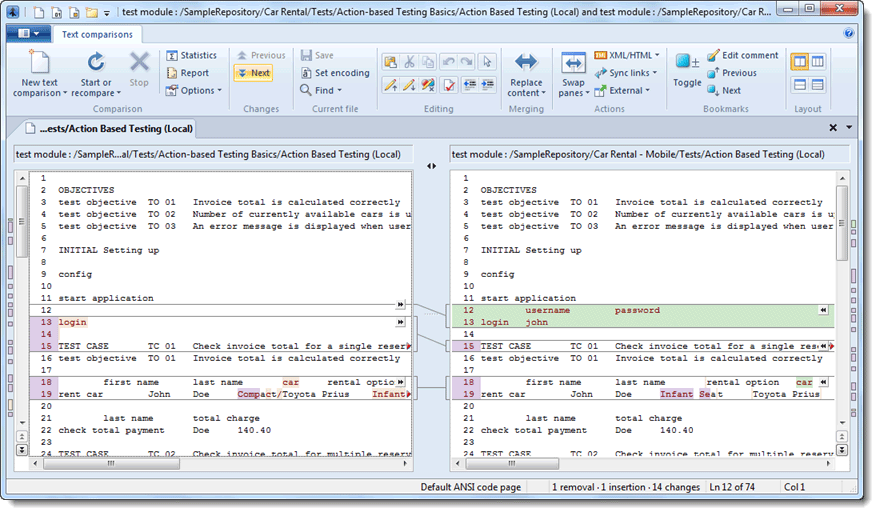 test module : /SampleRepository/Car Rental/Tests/Action-based Testing Basics/Action Based Testing (Local) and test module : /SampleRepository/Car R...
Text comparisons
New text comparison
Start or recompare
Stop
Statistics
Report
Options
Comparison
Previous
Next
Changes
Save
Set encoding
Find
Current file
Editing
Replace content
Merging
Swap panes
XML/HTML
Sync links
External
Actions
Toggle
Edit comment
Previous
Next
Bookmarks
Layout
...ests/Action Based Testing (Local)
test module : /SampleR...al/Tests/Action-based Testing Basics/Action Based Testing (Local)
1
2 OBJECTIVES
3 test objective TO 01 Invoice total is calculated correctly
4 test objective TO 02 Number of currently available cars is u
5 test objective TO 03 An error message is displayed when user
6
7 INITIAL Setting up
8
9 config
10
11 start application
12
13 login
14
15 TEST CASE TC 01 Check invoice total for a single reser
16 test objective TO 01 Invoice total is calculated correctly
17
18 first name last name car rental optio
19 rent car John Doe Compact/Toyota Prius Infant
20
21 last name total charge
22 check total payment Doe 140.40
23
24 TEST CASE TC 02 Check invoice total for multiple reser
test module : /SampleRepository/Car Rental - Mobile/Tests/Action Based Testing (Local)
1
2 OBJECTIVES
3 test objective TO 01 Invoice total is calculated correctly
4 test objective TO 02 Number of currently available cars is up
5 test objective TO 03 An error message is displayed when user
6
7 INITIAL Setting up
8
9 config
10
11 start application
12 username password
13 login john
14
15 TEST CASE TC 01 Check invoice total for a single res
16 test objective TO 01 Invoice total is calculated correctly
17
18 first name last name rental option car
19 rent car John Doe Infant Seat Toyota Prius
20
21 last name total charge
22 check total payment Doe 140.40
23
24 TEST CASE TC 02 Check invoice total for multiple reserv
Default ANSI code page
1 removal · 1 insertion · 14 changes
Ln 12 of 74
Col 1